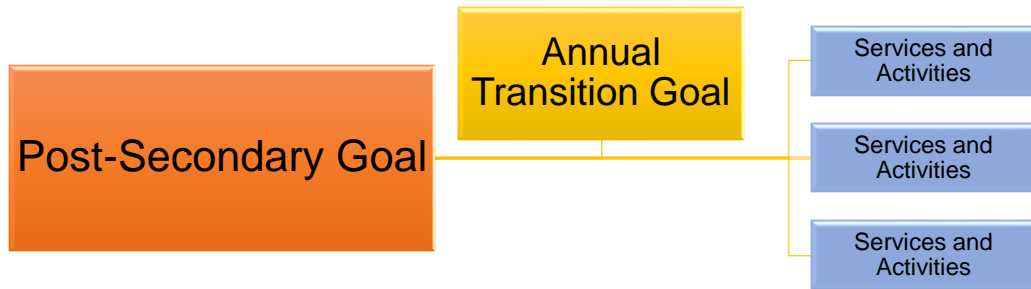 Post-Secondary Goal
Annual
Transition Goal
Services and
Activities
Services and
Activities
Services and
Activities